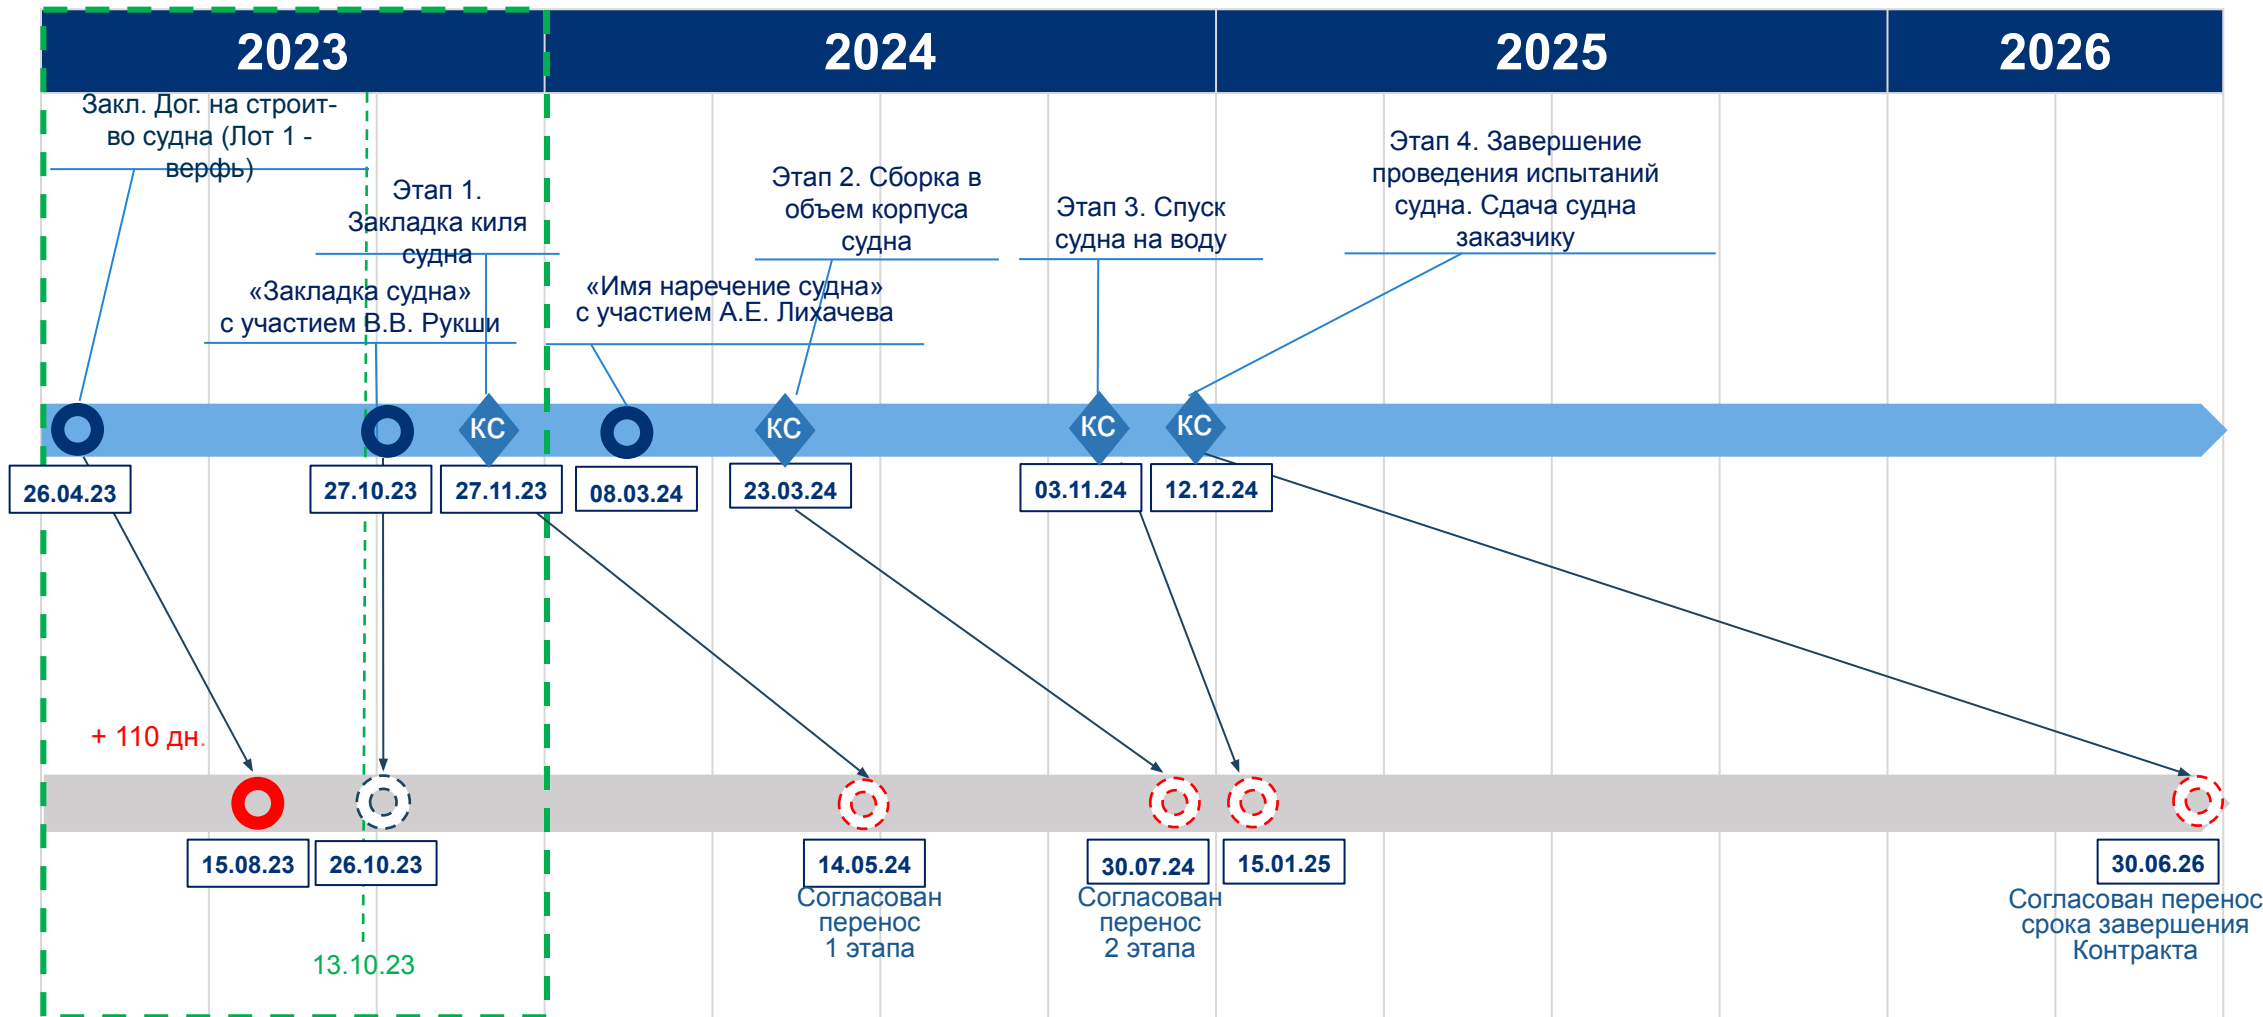 2023
2024
2025
2026
Закл. Дог. на строит-
во судна (Лот 1 -
верфь)
Этап 1.
Закладка киля
судна
«Закладка судна»
с участием В.В. Рукши
«Имя наречение судна»
с участием А.Е. Лихачева
Этап 2. Сборка в
объем корпуса
судна
Этап 3. Спуск
судна на воду
Этап 4. Завершение
проведения испытаний
судна. Сдача судна
заказчику
КС
КС
КС
КС
26.04.23
27.10.23
27.11.23
08.03.24
23.03.24
03.11.24
12.12.24
+ 110 дн.
15.08.23
26.10.23
14.05.24
30.07.24
15.01.25
30.06.26
Согласован
перенос
1 этапа
Согласован
перенос
2 этапа
Согласован перенос
срока завершения
Контракта
13.10.23